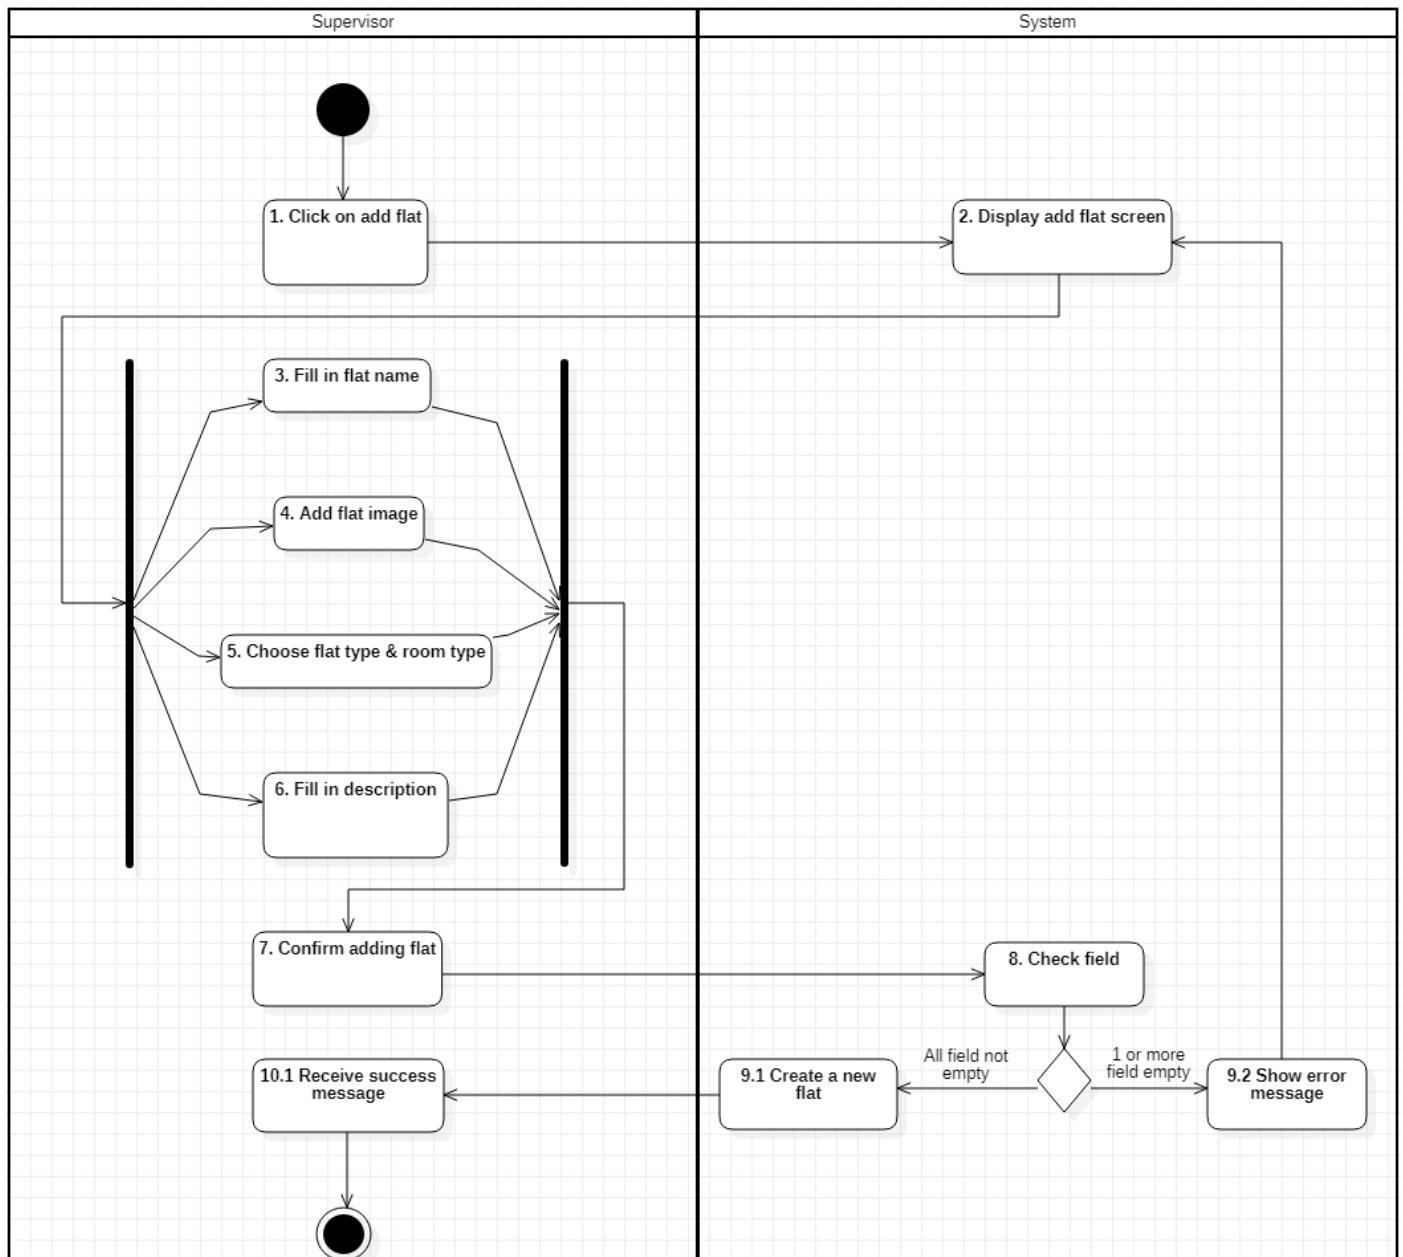 Supervisor
System
1. Click on add flat
2. Display add flat screen
3. Fill in flat name
4. Add flat image
5. Choose flat type & room type
6. Fill in description
7. Confirm adding flat
8. Check field
All field not
empty
1 or more
field empty
10.1 Receive success
message
9.1 Create a new
flat
9.2 Show error
message